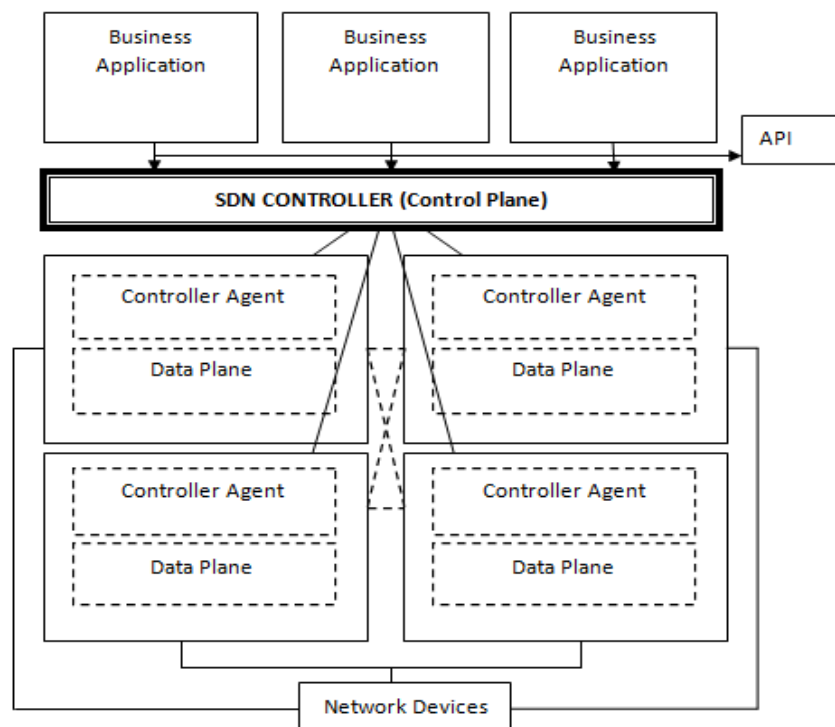 Business
Application
Business
Application
Business
Application
API
SDN CONTROLLER (Control Plane)
Controller Agent
Data Plane
Controller Agent
Data Plane
Controller Agent
Data Plane
Controller Agent
Data Plane
Network Devices